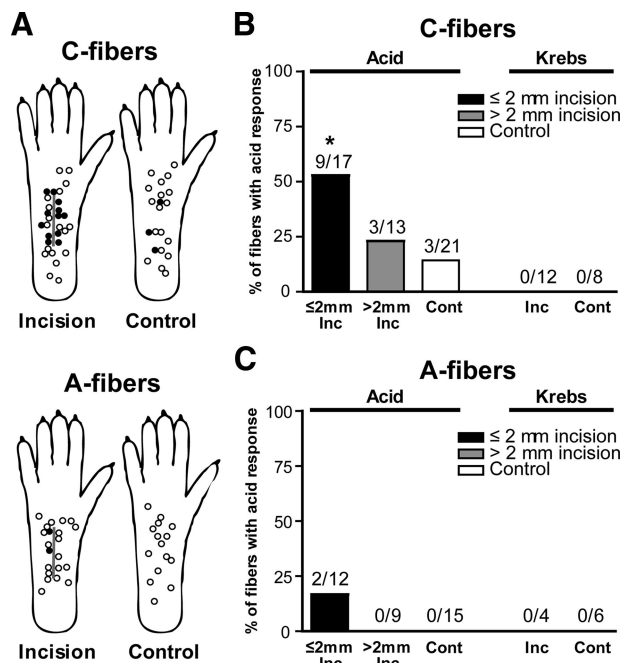 A
C-fibers
Incision Control
A-fibers
Incision Control
B
C-fibers
Acid Krebs
% of fibers with acid response
100
75
50
25
0
≤ 2 mm incision
> 2 mm incision
Control
*
9/17
3/13
3/21
0/12 0/8
≤2mm >2mm Cont Inc Cont
Inc Inc
C
A-fibers
Acid Krebs
% of fibers with acid response
100
75
50
25
0
≤ 2 mm incision
> 2 mm incision
Control
2/12
0/9 0/15 0/4 0/6
≤2mm >2mm Cont Inc Cont
Inc Inc